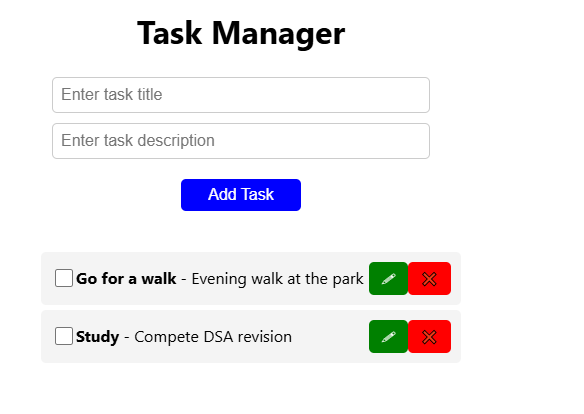 Task Manager
Enter task title
Enter task description
Add Task
Go for a walk - Evening walk at the park
Study - Compete DSA revision